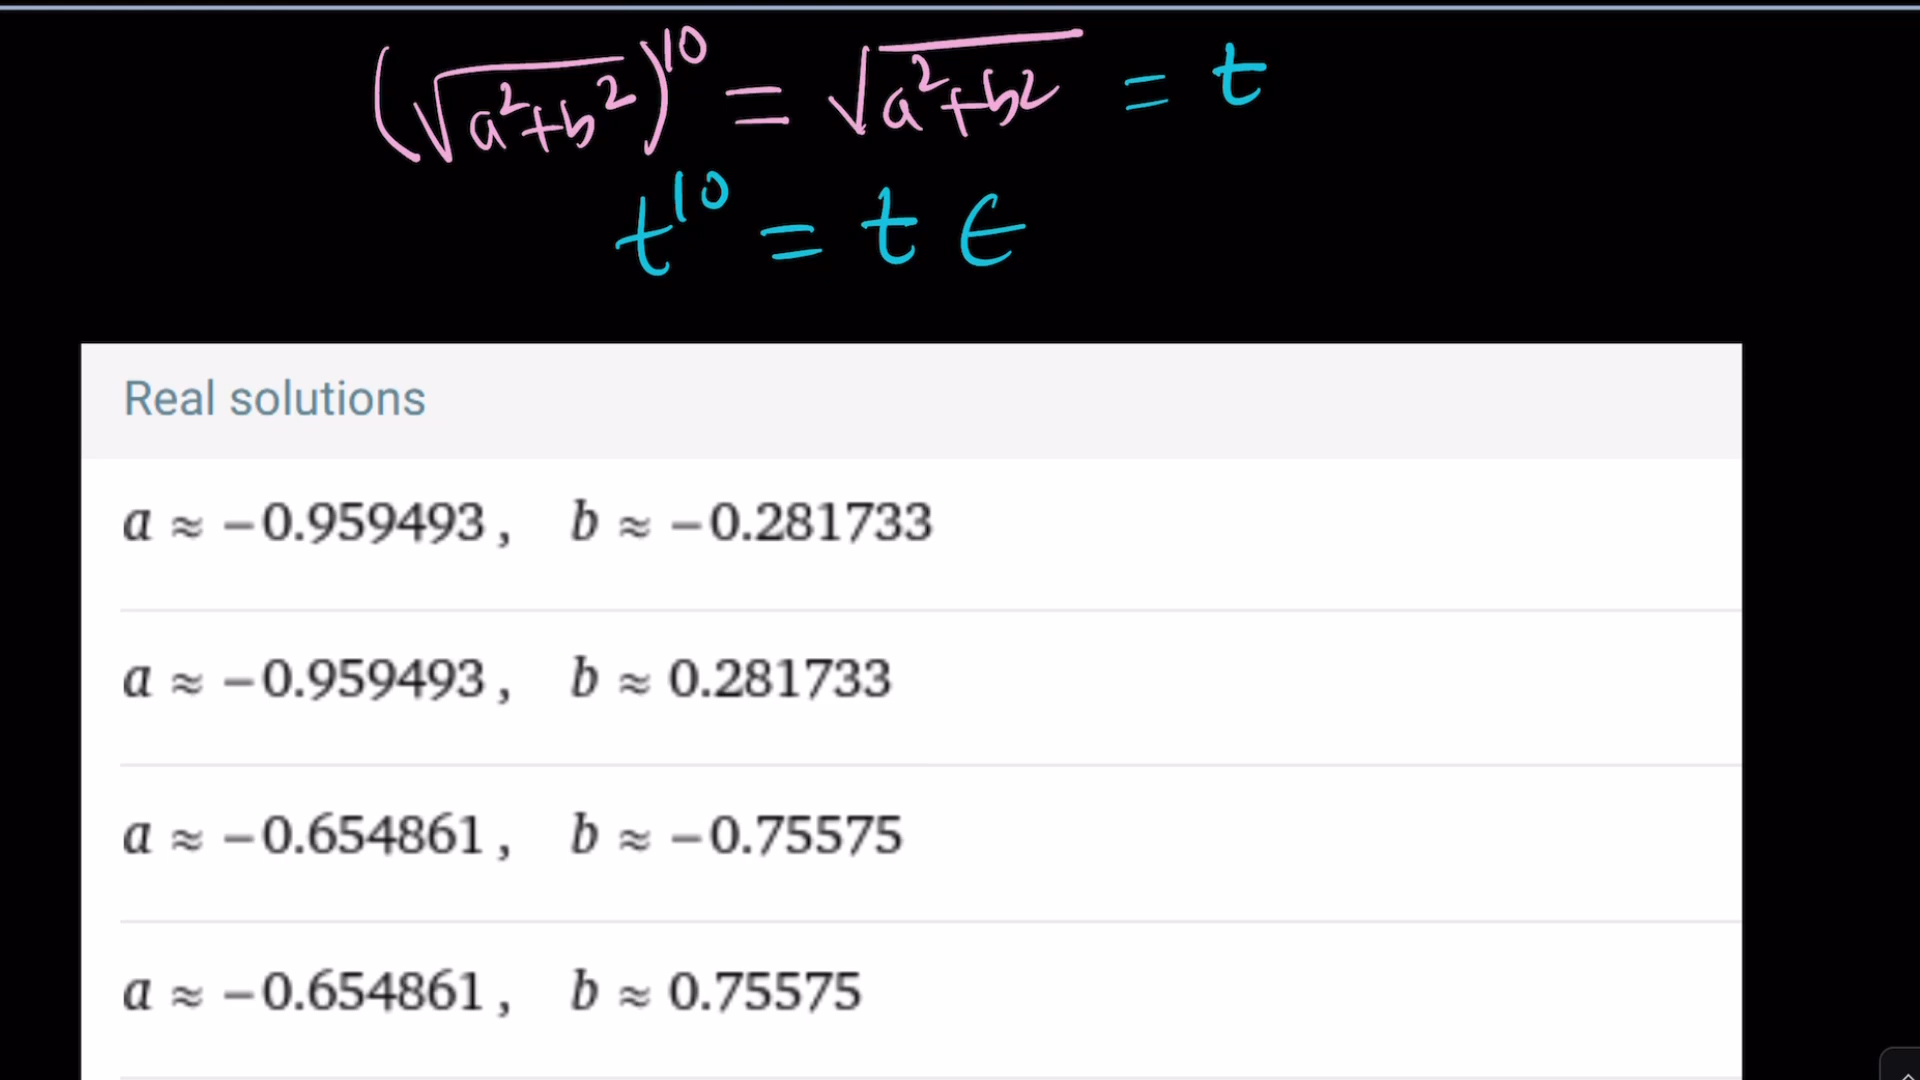 (√a²+b²)¹⁰ = √a²+b² = t
t¹⁰ = t ∈
Real solutions
a ≈ −0.959493, b ≈ −0.281733
a ≈ −0.959493, b ≈ 0.281733
a ≈ −0.654861, b ≈ −0.75575
a ≈ −0.654861, b ≈ 0.75575